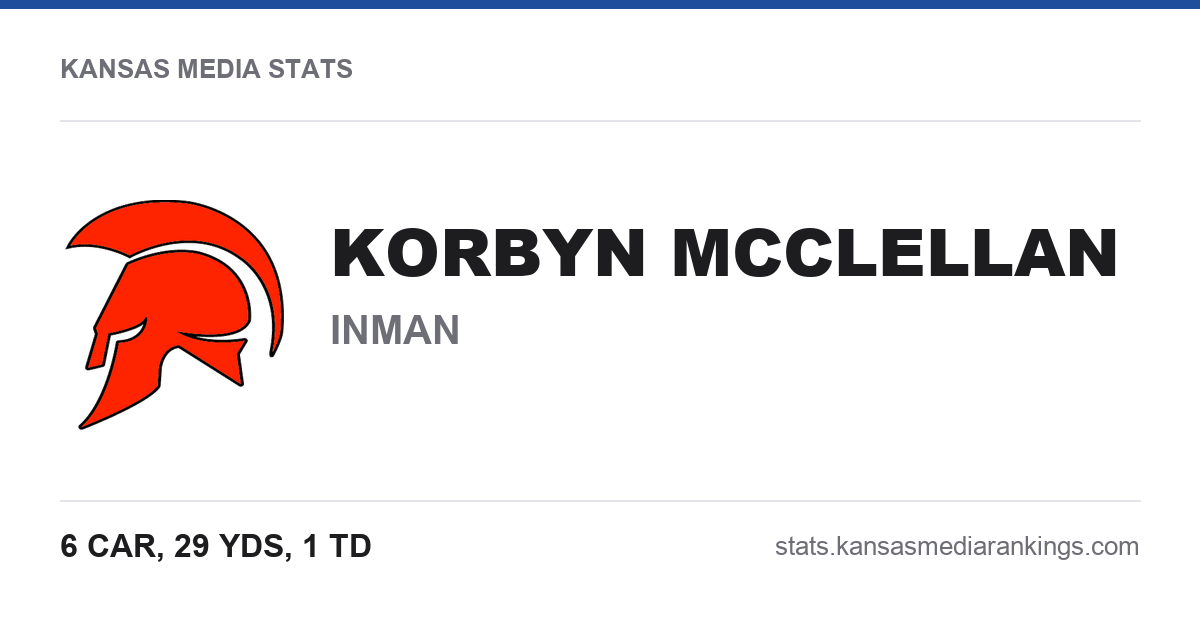 KANSAS MEDIA STATS
KORBYN MCCLELLAN
INMAN
6 CAR, 29 YDS, 1 TD
stats.kansasmediarankings.com